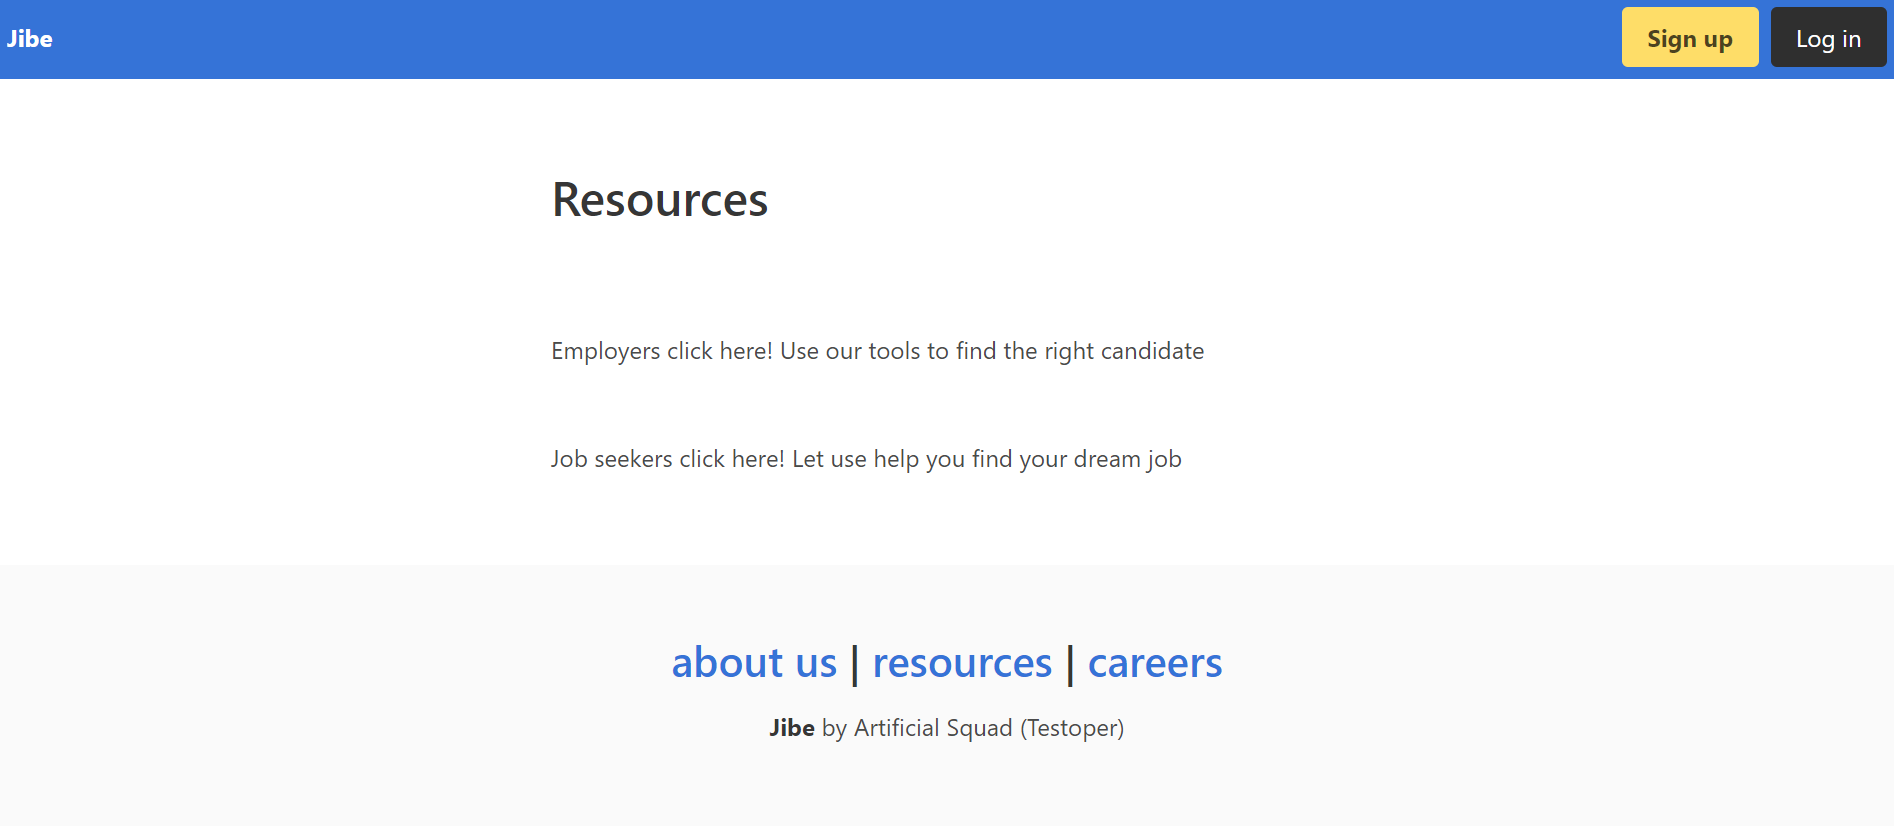 Jibe
Sign up
Log in
Resources
Employers click here! Use our tools to find the right candidate
Job seekers click here! Let use help you find your dream job
about us | resources | careers
Jibe by Artificial Squad (Testoper)